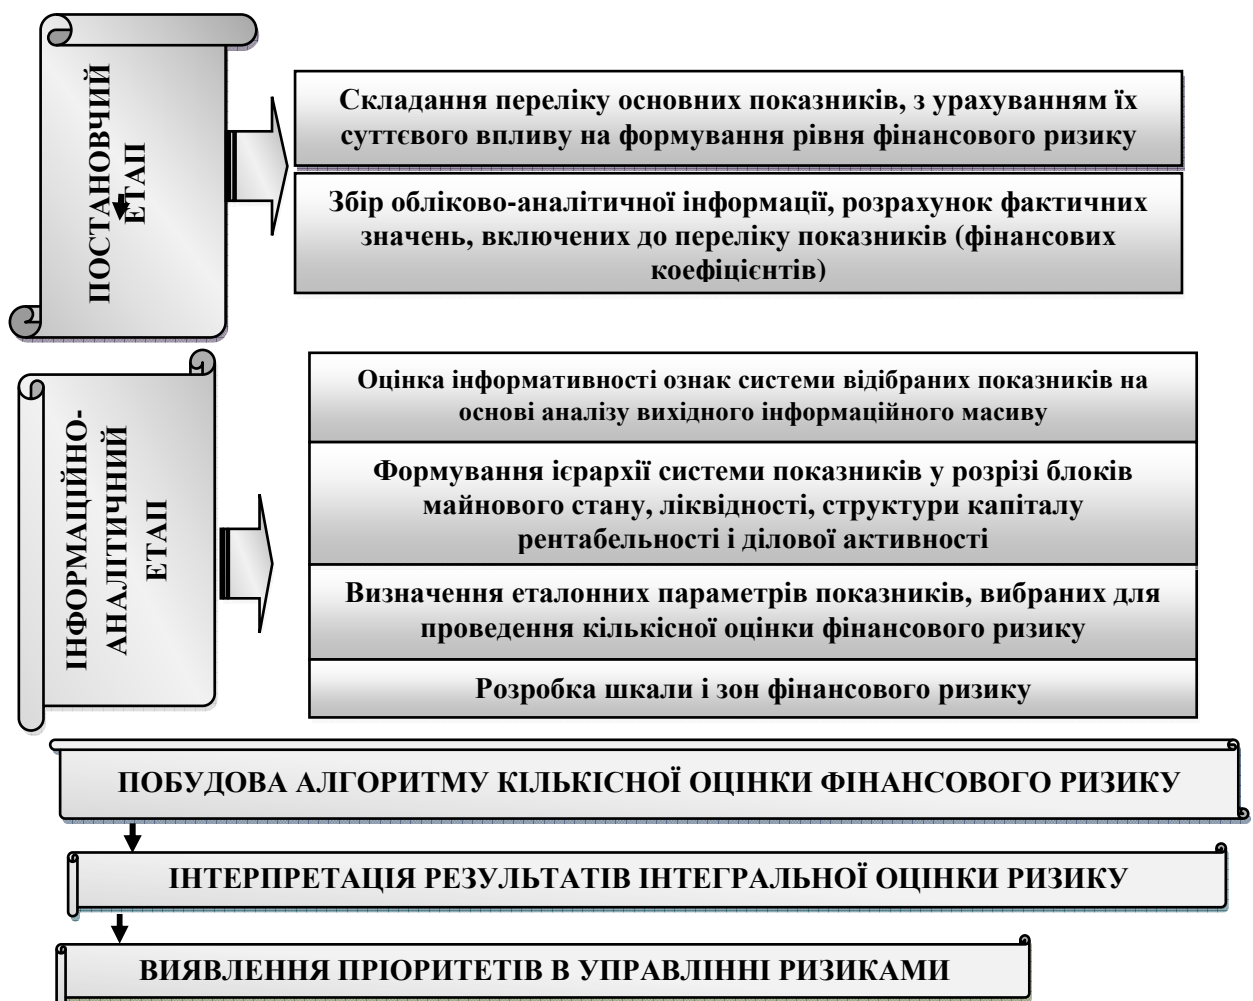 ПОСТАНОВЧИЙ
ЕТАП
Складання переліку основних показників, з урахуванням їх
суттєвого впливу на формування рівня фінансового ризику
Збір обліково-аналітичної інформації, розрахунок фактичних
значень, включених до переліку показників (фінансових
коефіцієнтів)
ІНФОРМАЦІЙНО-
АНАЛІТИЧНИЙ
ЕТАП
Оцінка інформативності ознак системи відібраних показників на
основі аналізу вихідного інформаційного масиву
Формування ієрархії системи показників у розрізі блоків
майнового стану, ліквідності, структури капіталу
рентабельності і ділової активності
Визначення еталонних параметрів показників, вибраних для
проведення кількісної оцінки фінансового ризику
Розробка шкали і зон фінансового ризику
ПОБУДОВА АЛГОРИТМУ КІЛЬКІСНОЇ ОЦІНКИ ФІНАНСОВОГО РИЗИКУ
ІНТЕРПРЕТАЦІЯ РЕЗУЛЬТАТІВ ІНТЕГРАЛЬНОЇ ОЦІНКИ РИЗИКУ
ВИЯВЛЕННЯ ПРІОРИТЕТІВ В УПРАВЛІННІ РИЗИКАМИ